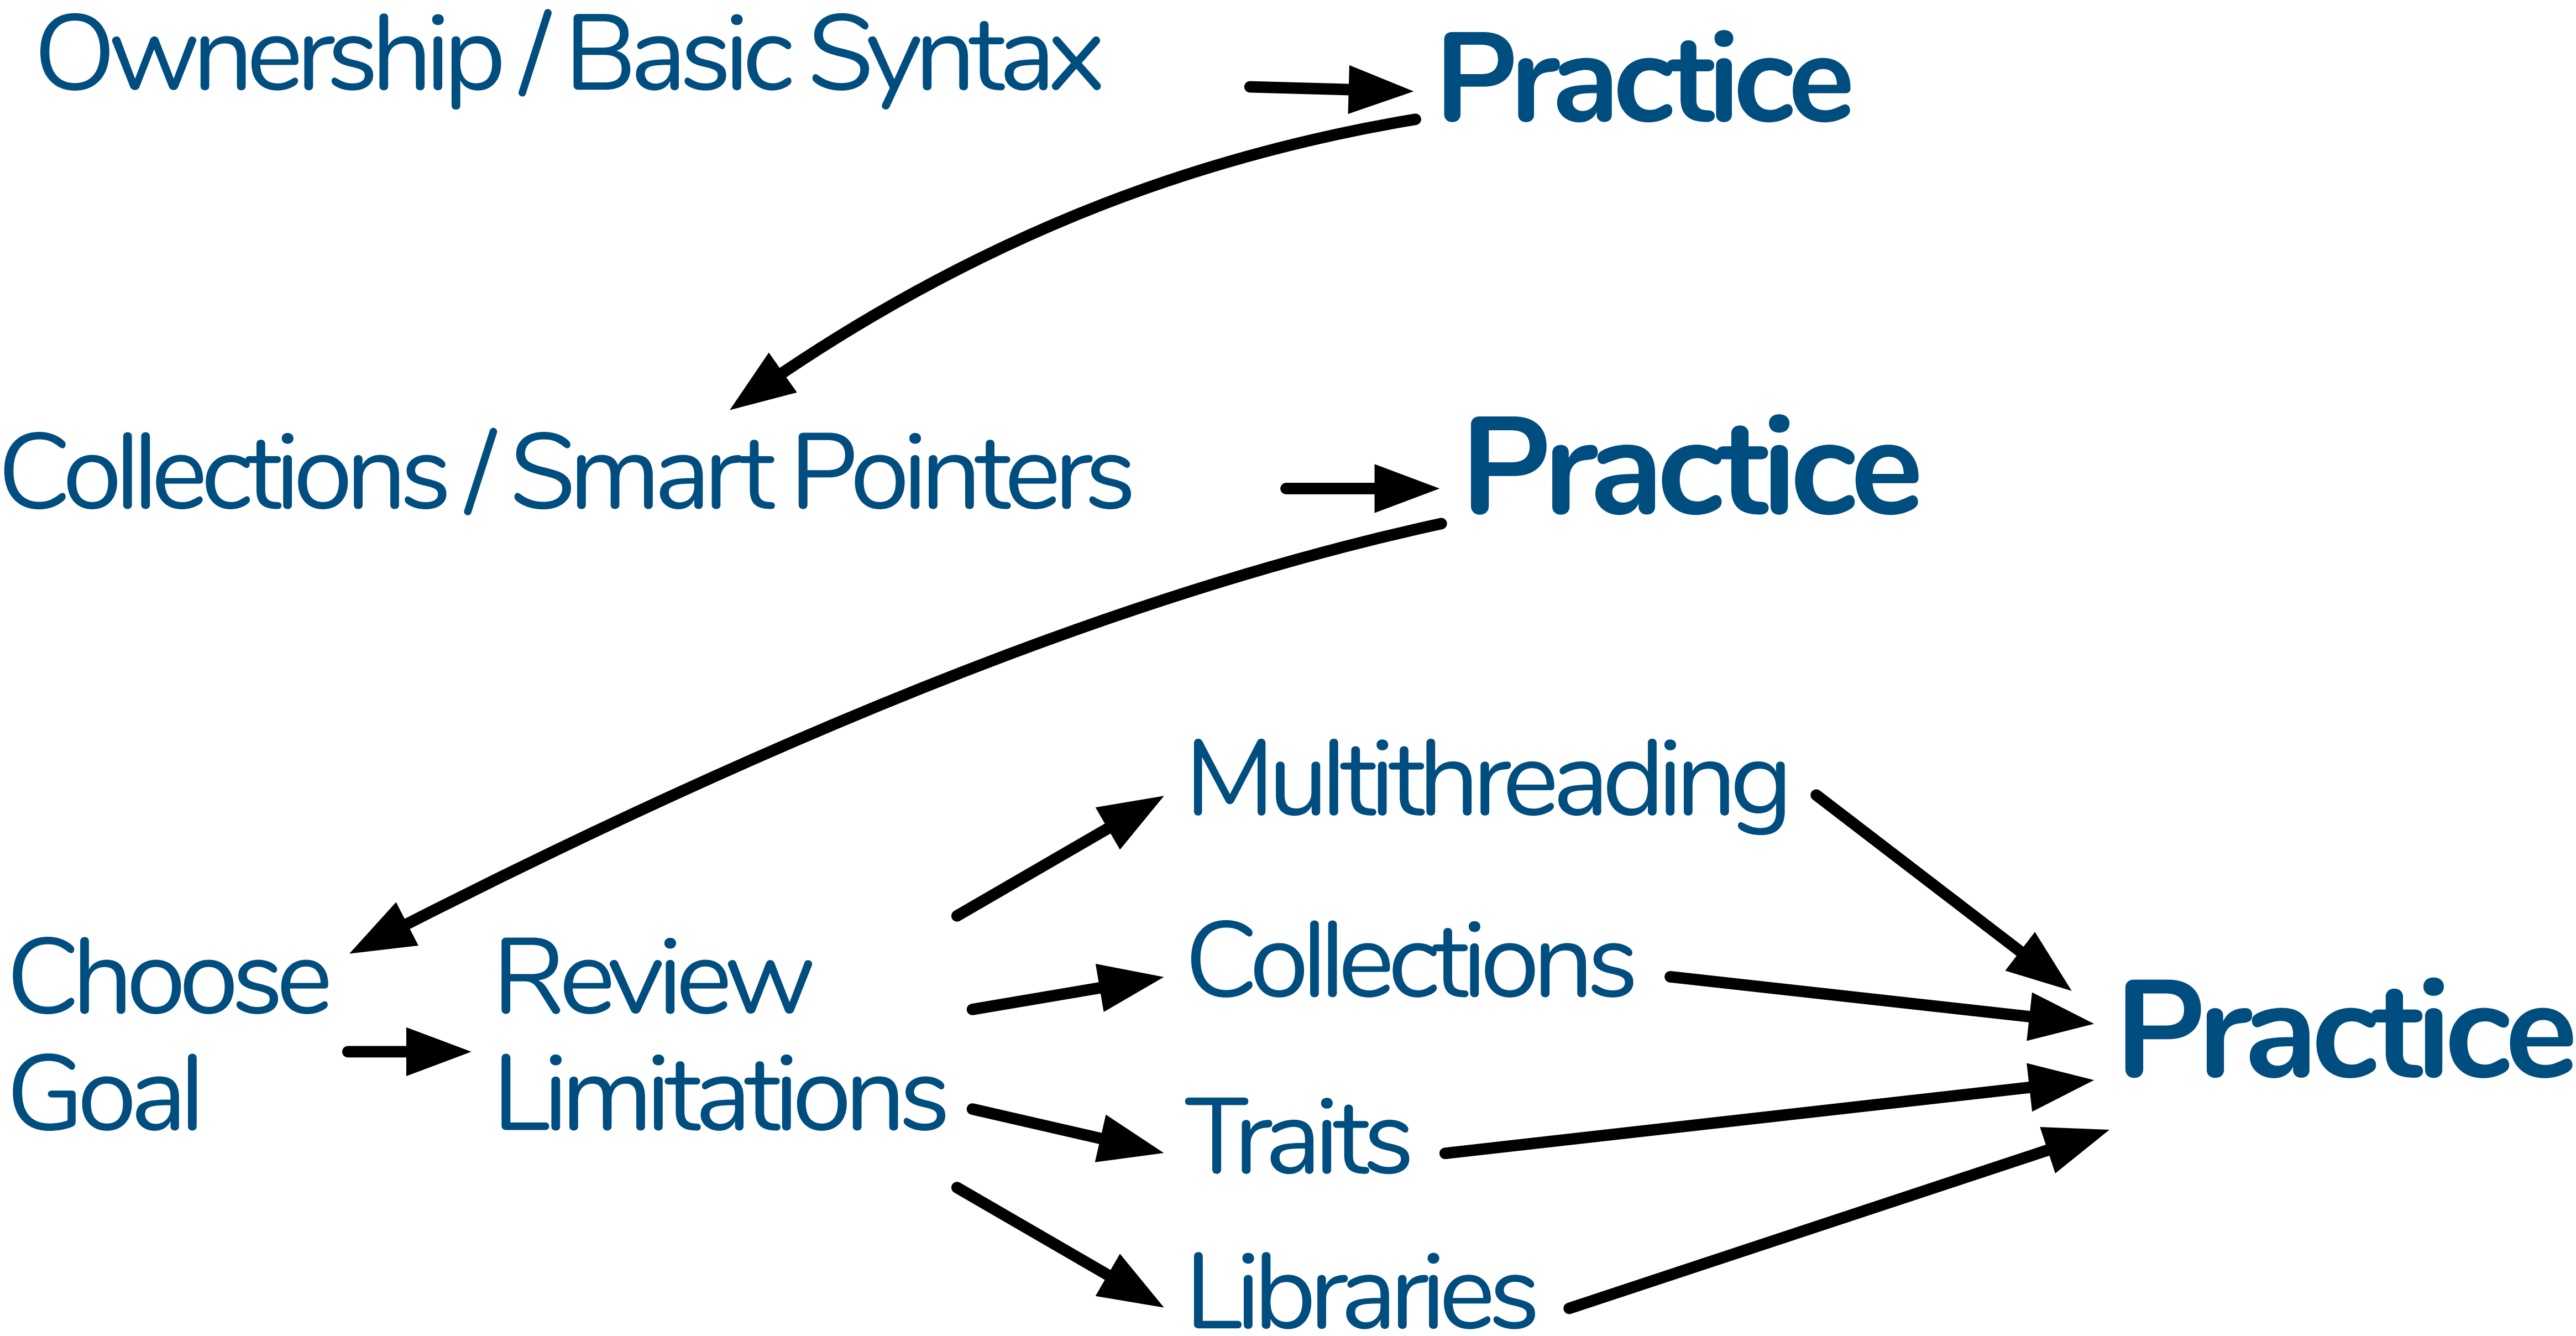 Ownership / Basic Syntax
Practice
Collections / Smart Pointers
Practice
Choose
Goal
Review
Limitations
Multithreading
Collections
Traits
Libraries
Practice